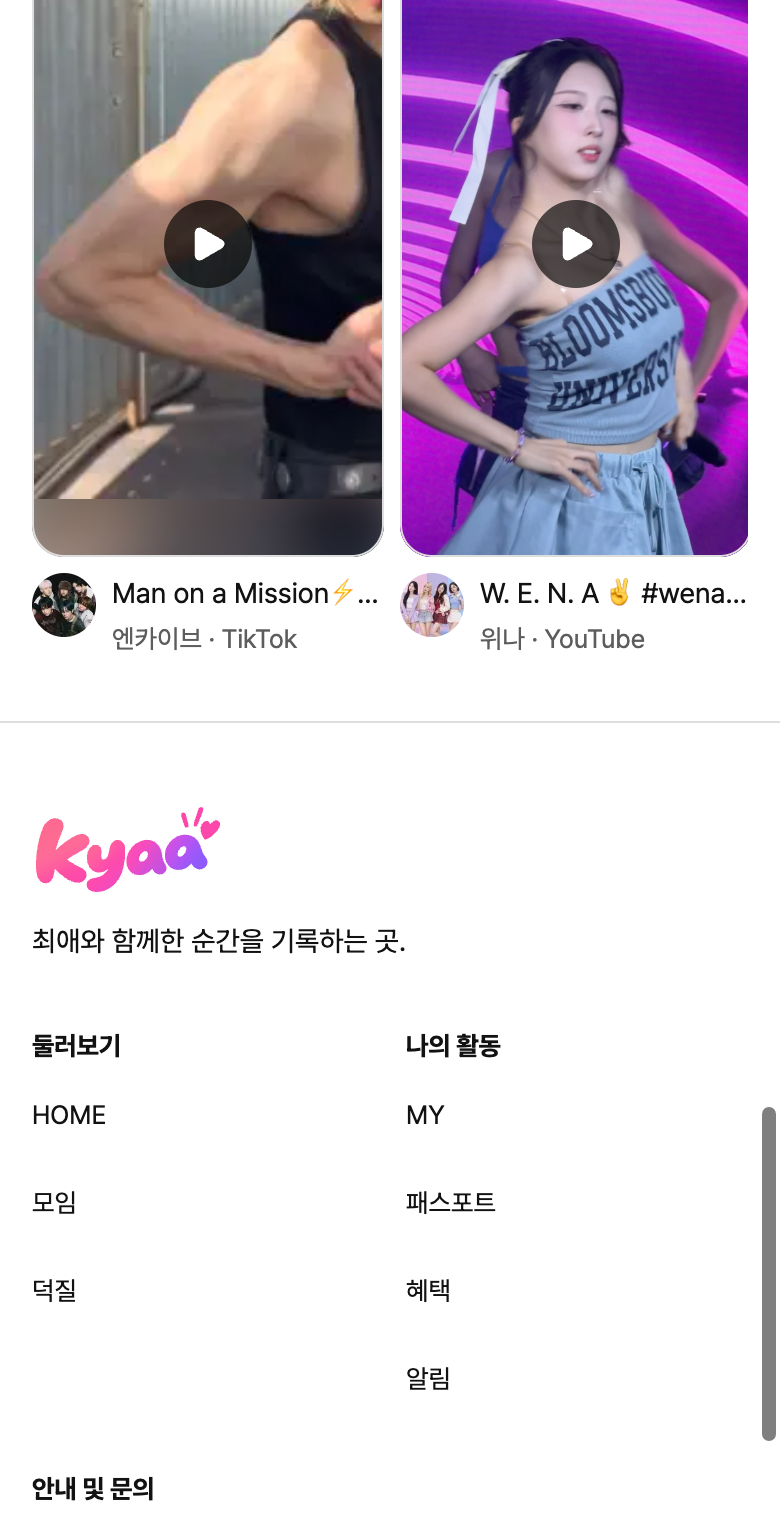 BLOOMSBU
UNIVERS
Man on a Mission⚡...
엔카이브 · TikTok
W. E. N. A ✌️ #wena...
위나 · YouTube
kyaa
최애와 함께한 순간을 기록하는 곳.
둘러보기
나의 활동
HOME
MY
모임
패스포트
덕질
혜택
알림
안내 및 문의